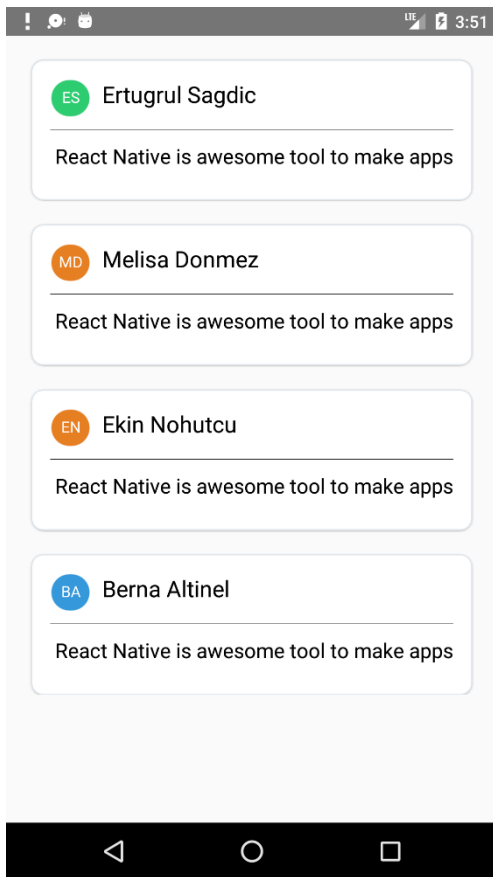 LTE 3:51
ES Ertugrul Sagdic
React Native is awesome tool to make apps
MD Melisa Donmez
React Native is awesome tool to make apps
EN Ekin Nohutcu
React Native is awesome tool to make apps
BA Berna Altinel
React Native is awesome tool to make apps